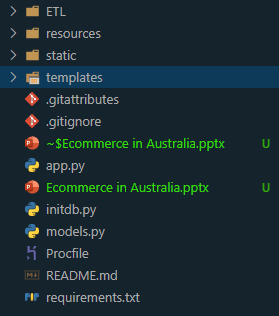 ETL
resources
static
templates
.gitattributes
.gitignore
~$Ecommerce in Australia.pptx U
app.py
Ecommerce in Australia.pptx U
initdb.py
models.py
Procfile
README.md
requirements.txt